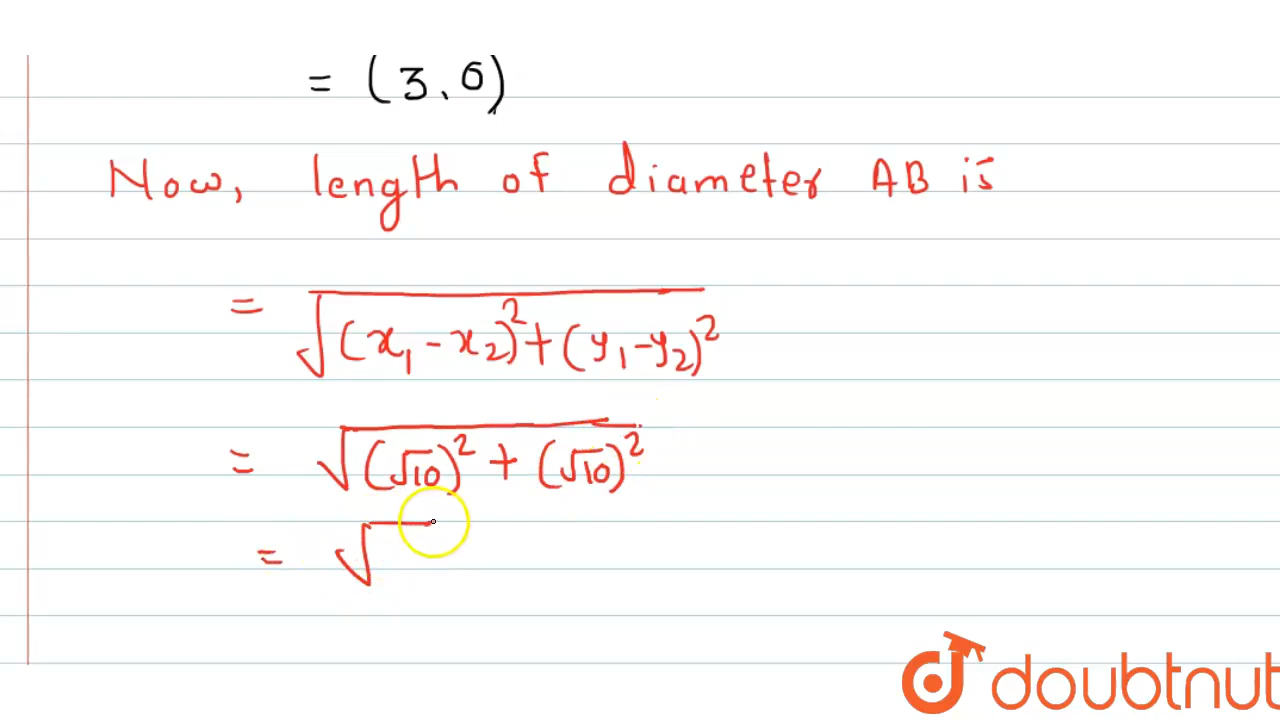 = (3, 0)
Now, length of diameter AB is
= √(x₁ - x₂)² + (y₁ - y₂)²
= √(√10)² + (√10)²
= √
doubtnut